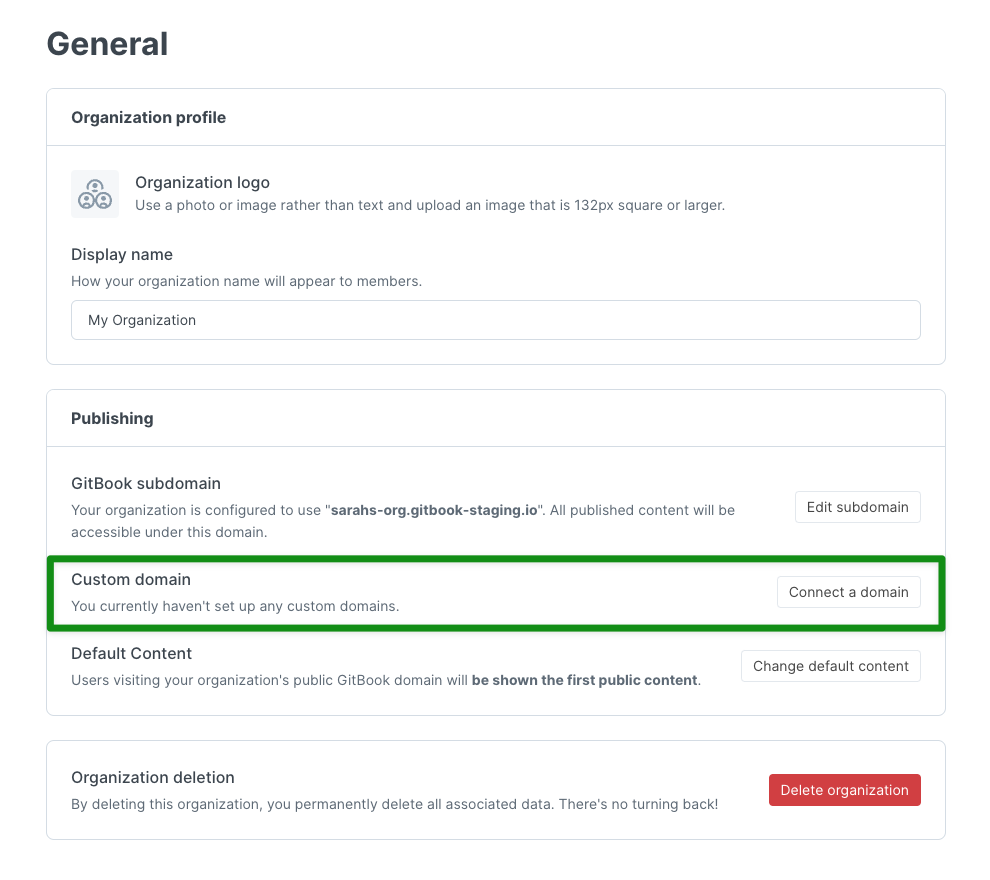 General
Organization profile
Organization logo
Use a photo or image rather than text and upload an image that is 132px square or larger.
Display name
How your organization name will appear to members.
My Organization
Publishing
GitBook subdomain
Your organization is configured to use "sarahs-org.gitbook-staging.io". All published content will be
accessible under this domain.
Edit subdomain
Custom domain
You currently haven't set up any custom domains.
Connect a domain
Default Content
Users visiting your organization's public GitBook domain will be shown the first public content.
Change default content
Organization deletion
By deleting this organization, you permanently delete all associated data. There's no turning back!
Delete organization